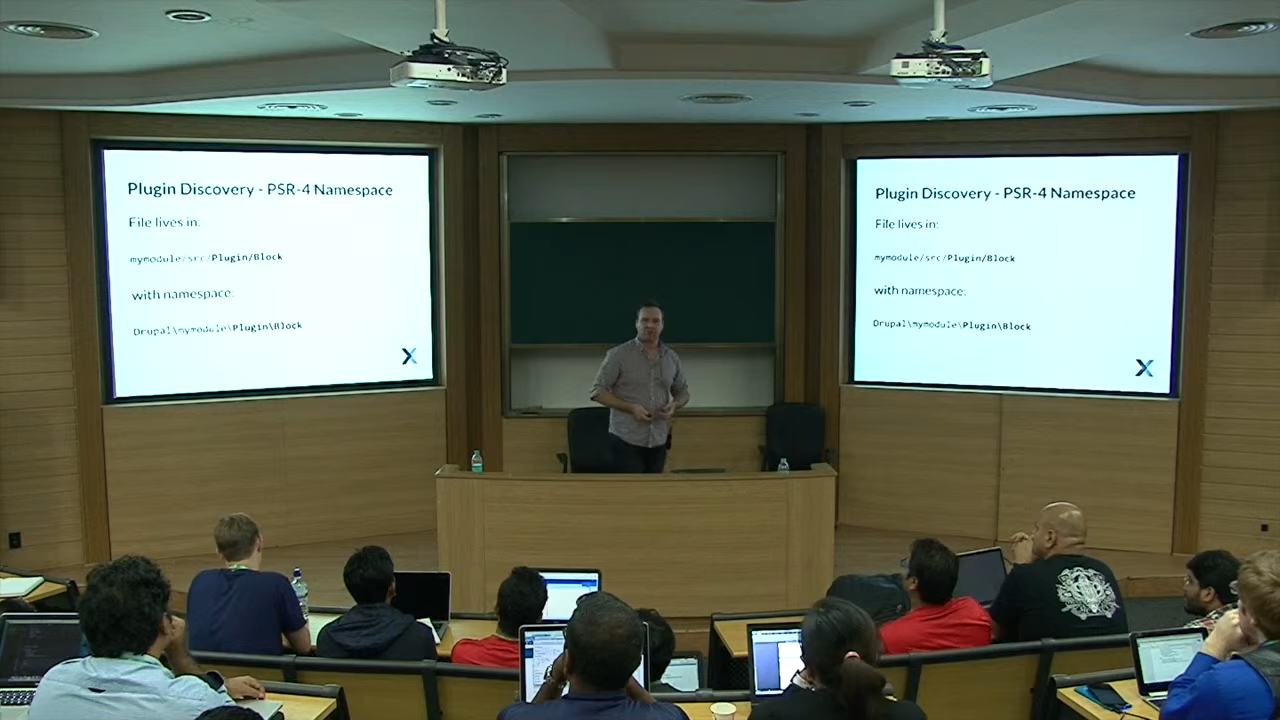 Plugin Discovery - PSR-4 Namespace
File lives in:
mymodule/src/Plugin/Block
with namespace:
Drupal\mymodule\Plugin\Block
X
Plugin Discovery - PSR-4 Namespace
File lives in:
mymodule/src/Plugin/Block
with namespace:
Drupal\mymodule\Plugin\Block
X